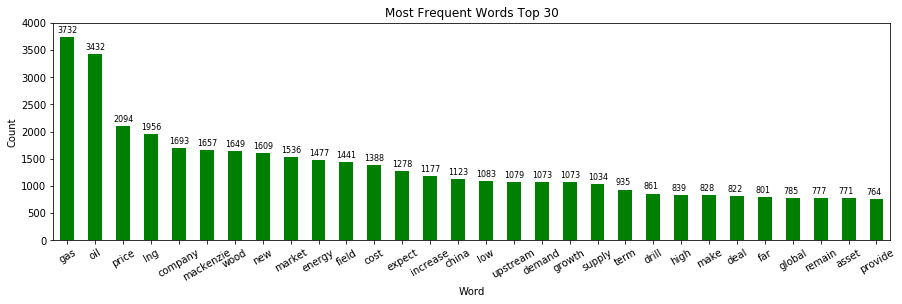 Most Frequent Words Top 30
Count
4000
3500
3000
2500
2000
1500
1000
500
0
3732
3432
2094
1956
1693
1657
1649
1609
1536
1477
1441
1388
1278
1177
1123
1083
1079
1073
1073
1034
935
861
839
828
822
801
785
777
771
764
gas
oil
price
lng
company
mackenzie
wood
new
market
energy
field
cost
expect
increase
china
low
upstream
demand
growth
supply
term
drill
high
make
deal
far
global
remain
asset
provide
Word